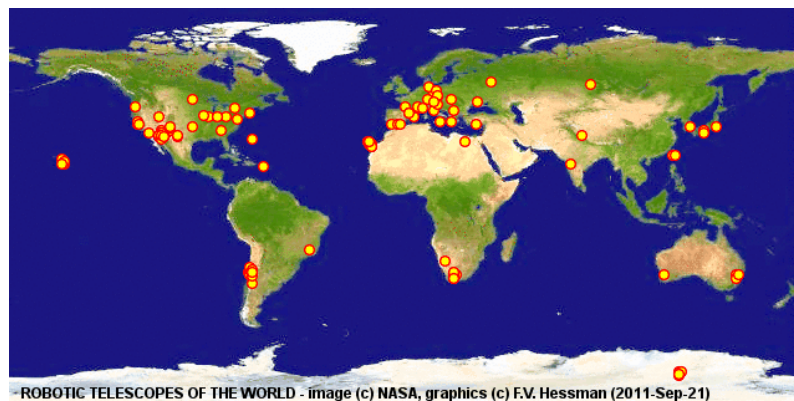 - ROBOTIC TELESCOPES OF THE WORLD - image (c) NASA, graphics (c) F.V. Hessman (2011-Sep-21)